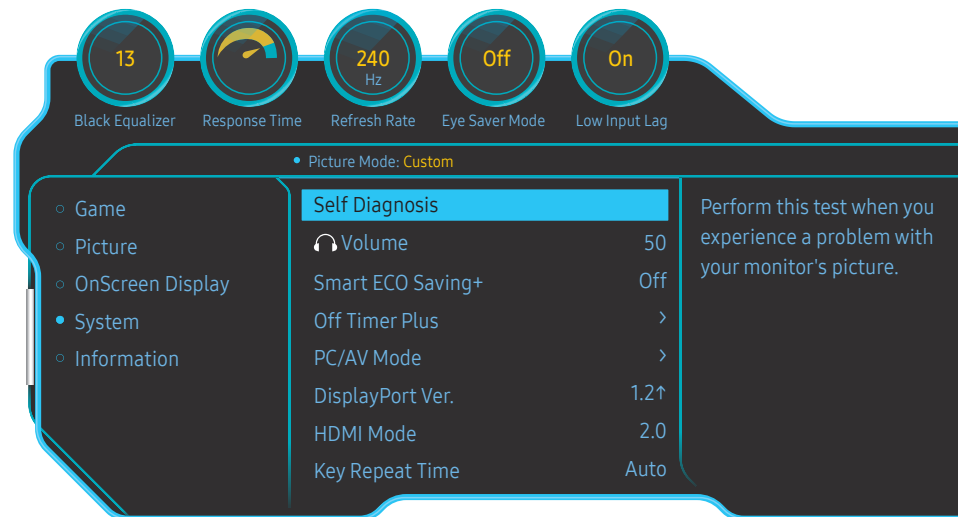 13
240
Hz
Off
On
Black Equalizer
Response Time
Refresh Rate
Eye Saver Mode
Low Input Lag
Picture Mode: Custom
Game
Picture
OnScreen Display
System
Information
Self Diagnosis
Volume 50
Smart ECO Saving+ Off
Off Timer Plus >
PC/AV Mode >
DisplayPort Ver. 1.2↑
HDMI Mode 2.0
Key Repeat Time Auto
Perform this test when you
experience a problem with
your monitor's picture.